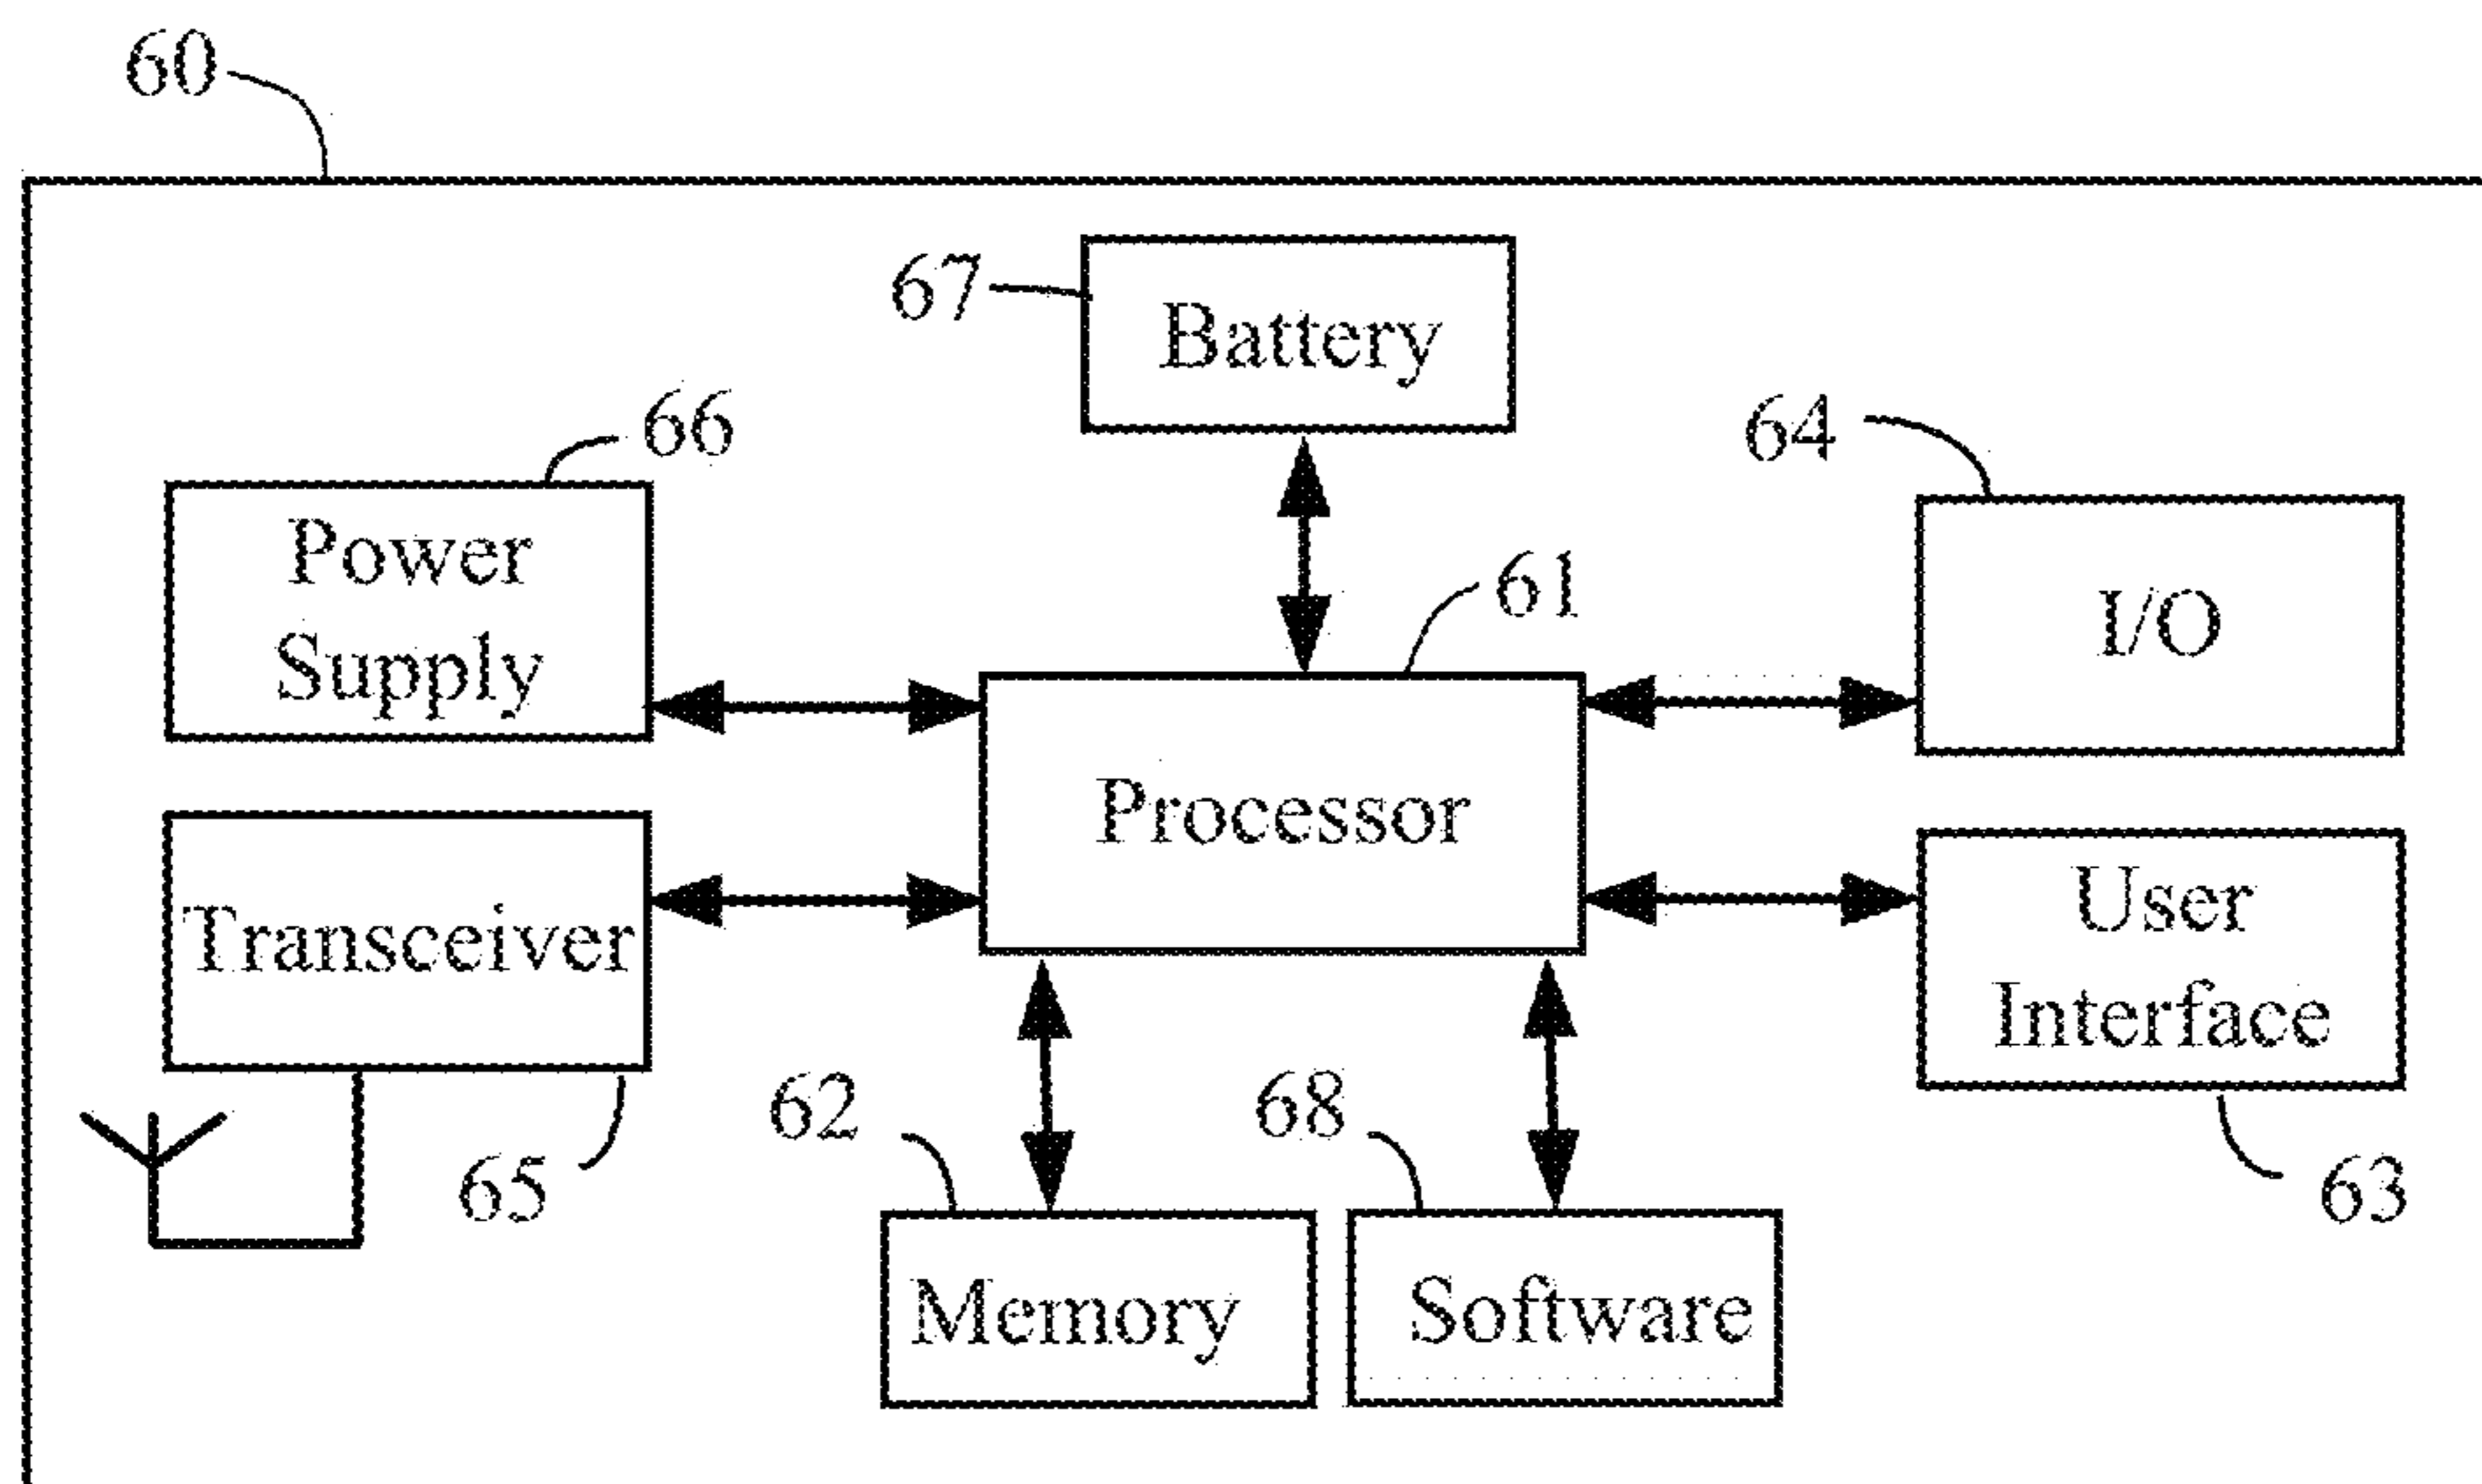 60
67
Battery
66
64
Power
Supply
61
I/O
Processor
User
Interface
Transceiver
62
68
65
63
Memory
Software